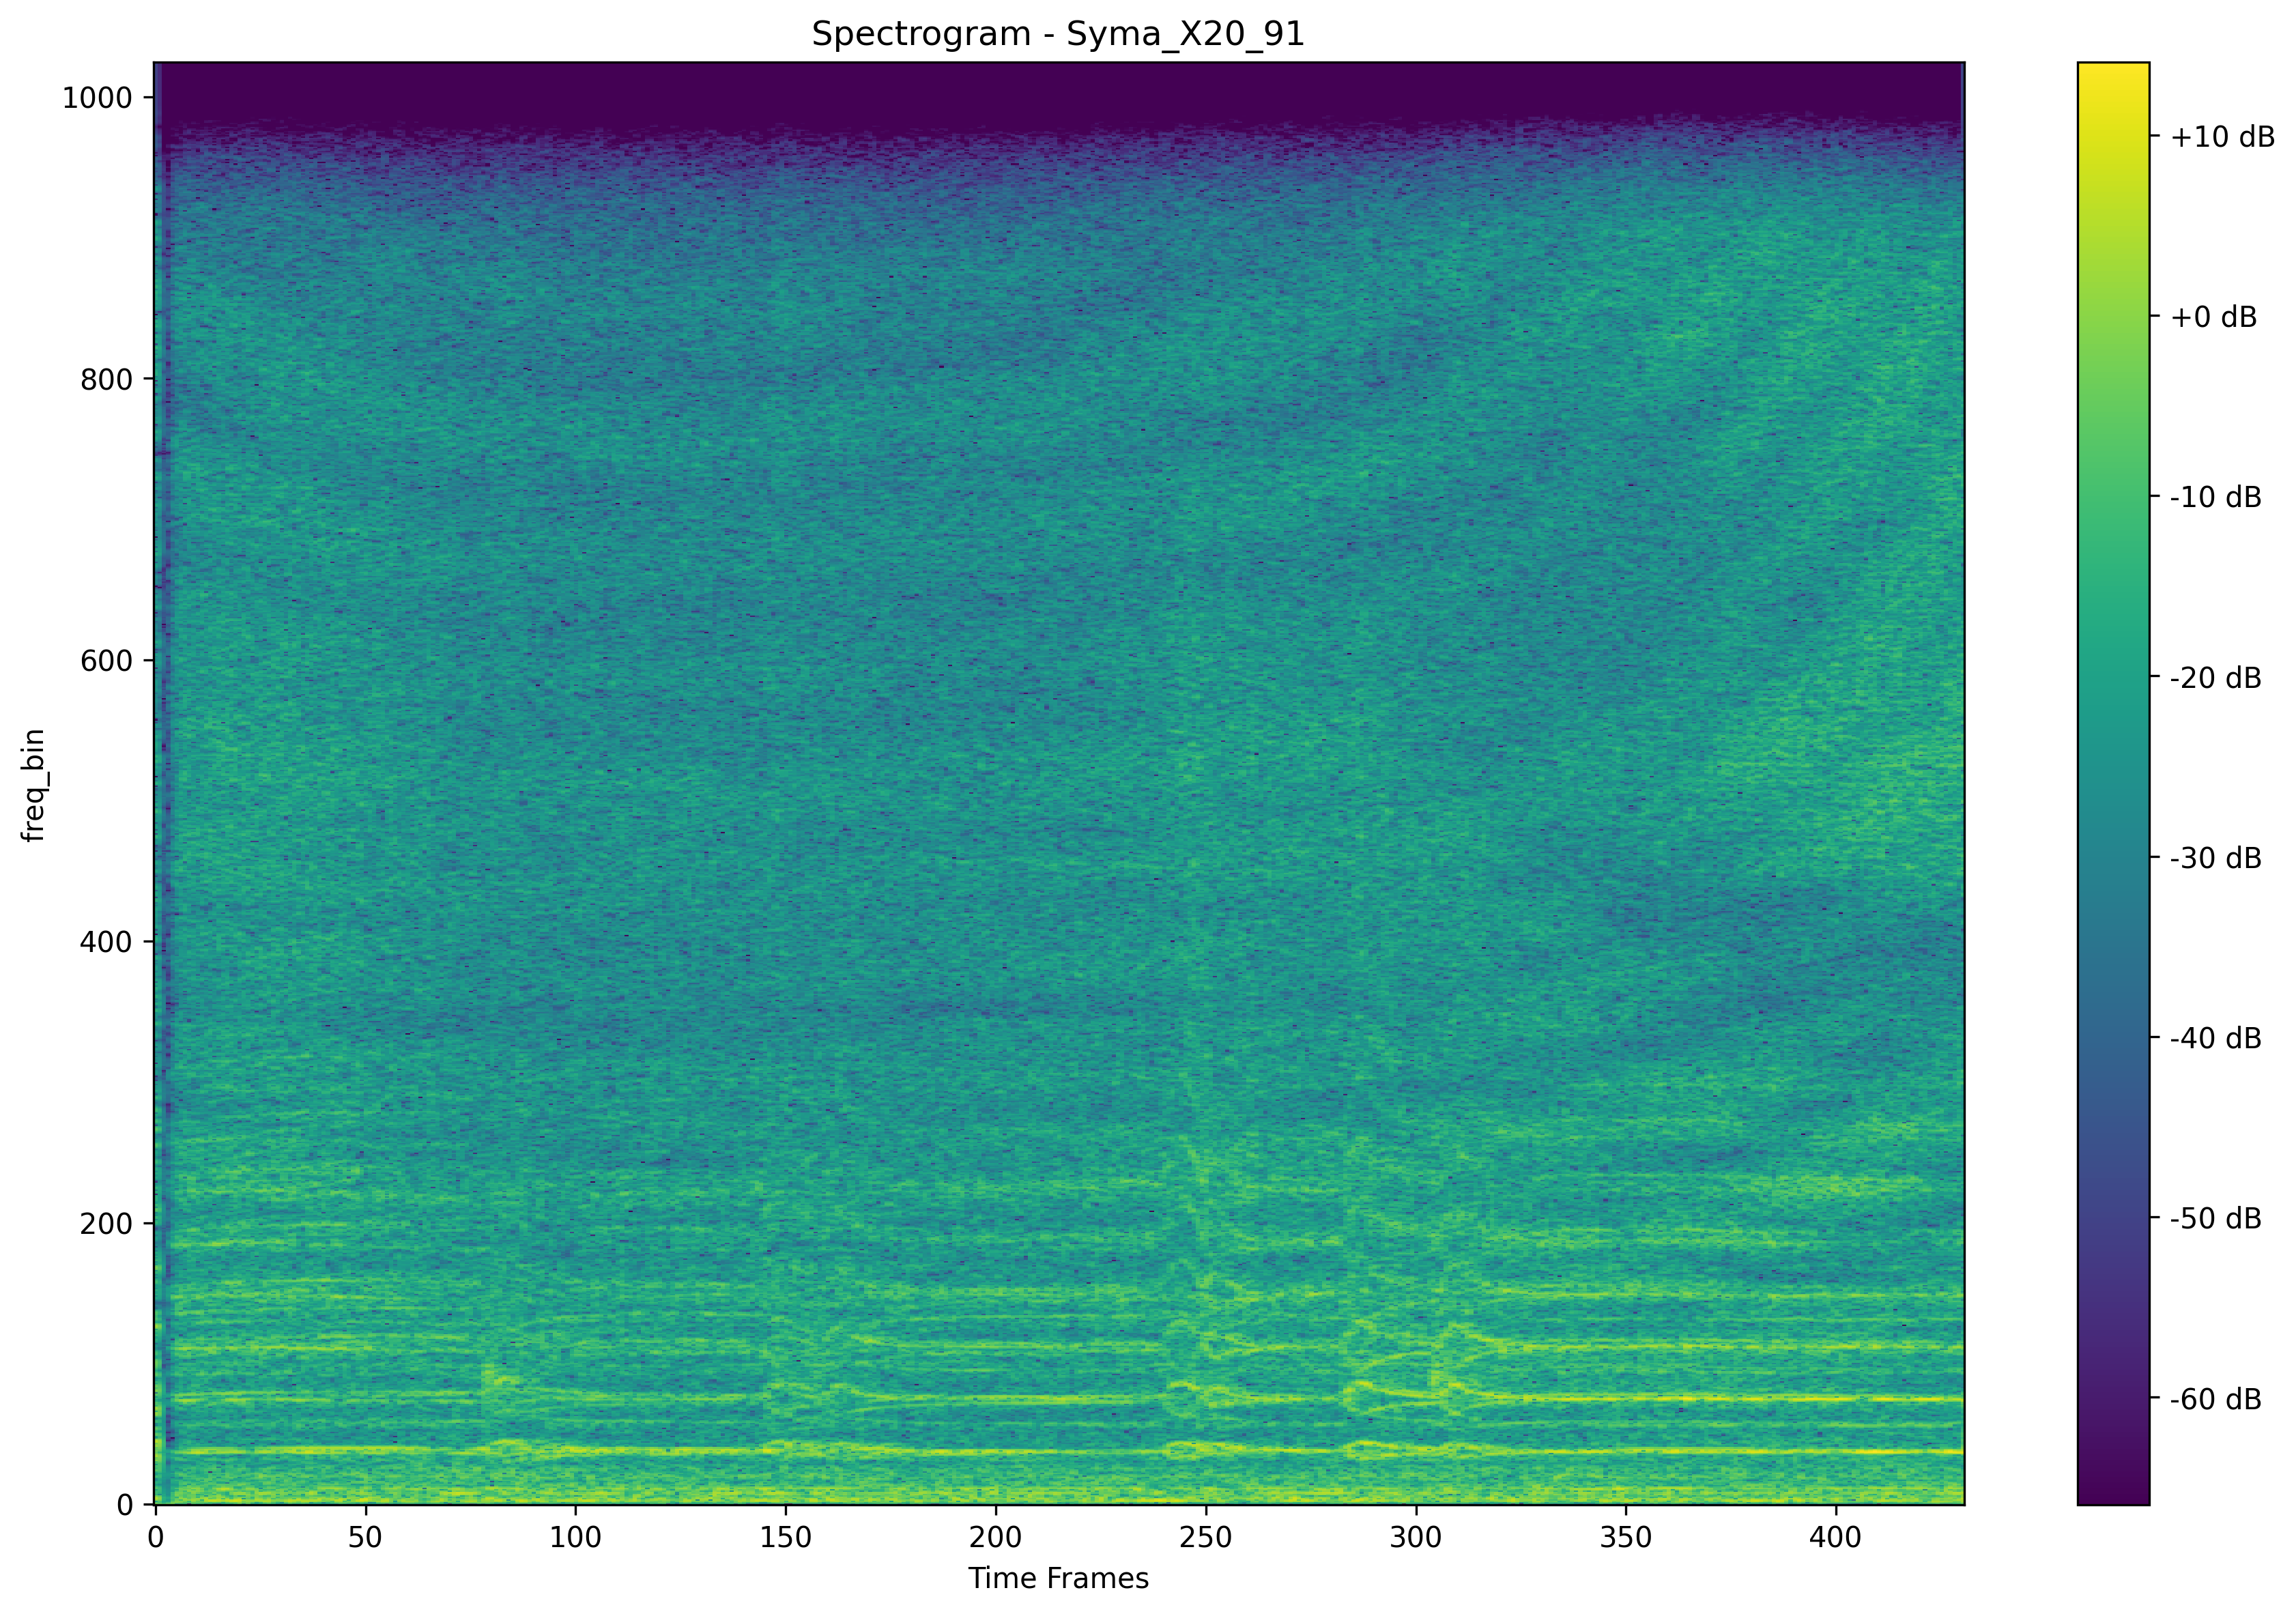 Spectrogram - Syma_X20_91
freq_bin
1000
800
600
400
200
0
0 50 100 150 200 250 300 350 400
Time Frames
+10 dB
+0 dB
-10 dB
-20 dB
-30 dB
-40 dB
-50 dB
-60 dB